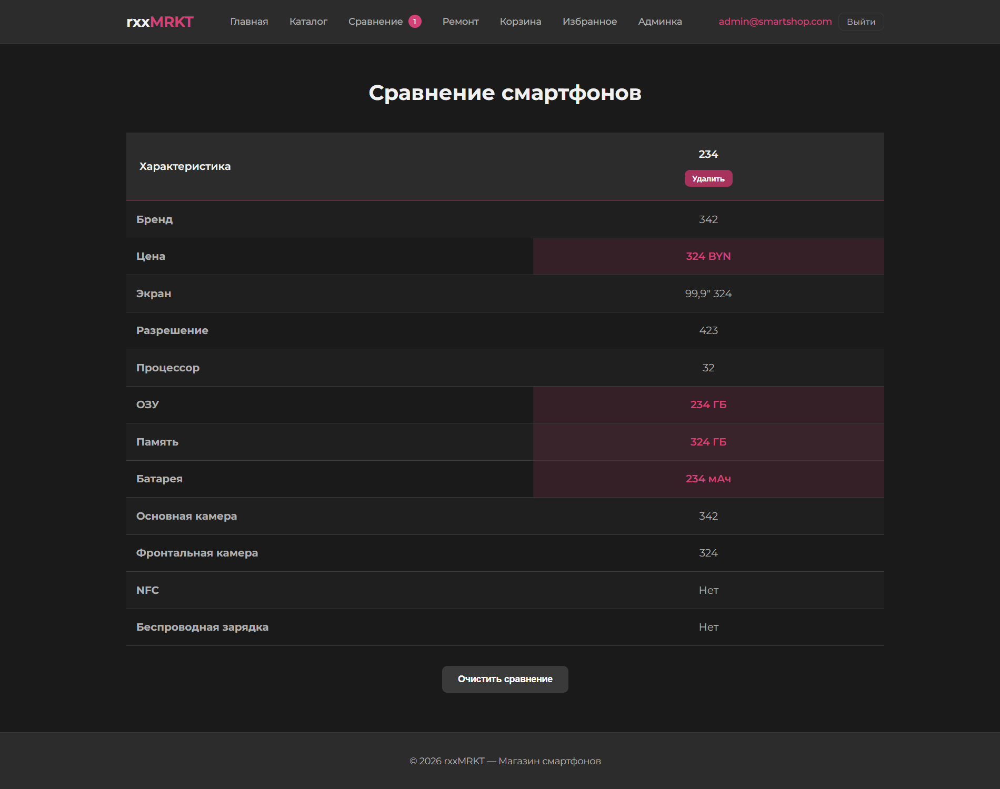 rxxMRKT Главная Каталог Сравнение 1 Ремонт Корзина Избранное Админка admin@smartshop.com Выйти
Сравнение смартфонов
Характеристика 234
Удалить
Бренд 342
Цена 324 BYN
Экран 99,9" 324
Разрешение 423
Процессор 32
ОЗУ 234 ГБ
Память 324 ГБ
Батарея 234 мАч
Основная камера 342
Фронтальная камера 324
NFC Нет
Беспроводная зарядка Нет
Очистить сравнение
© 2026 rxxMRKT — Магазин смартфонов